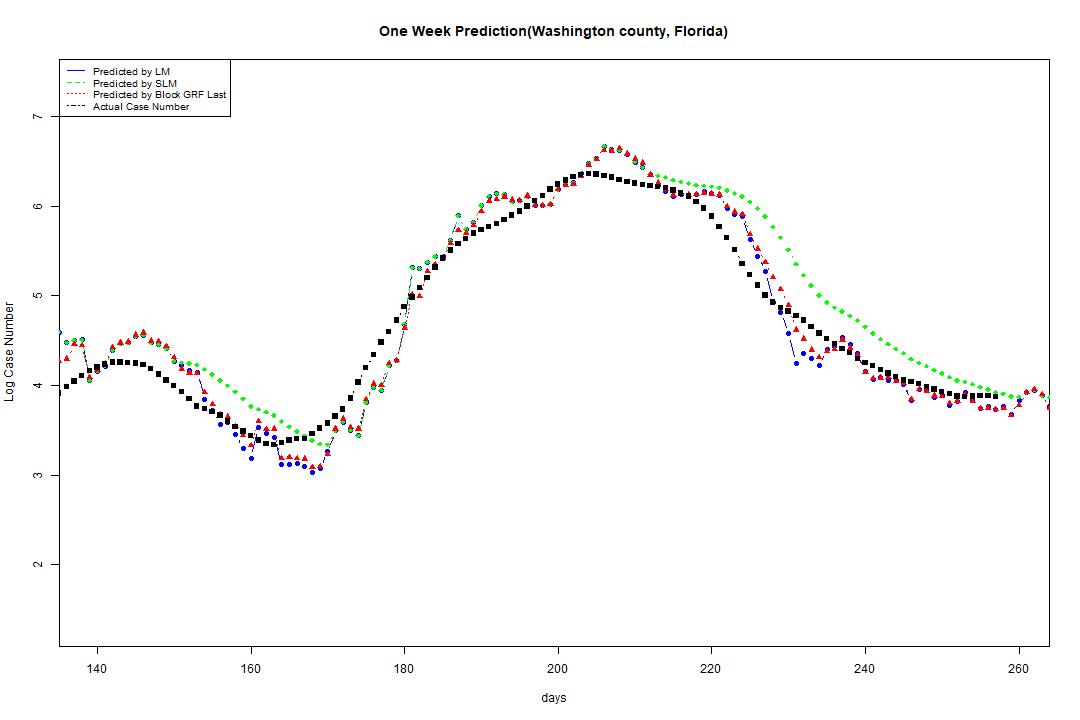 One Week Prediction(Washington county, Florida)
Predicted by LM
Predicted by SLM
Predicted by Block GRF Last
Actual Case Number
7
6
5
4
3
2
Log Case Number
140 160 180 200 220 240 260
days